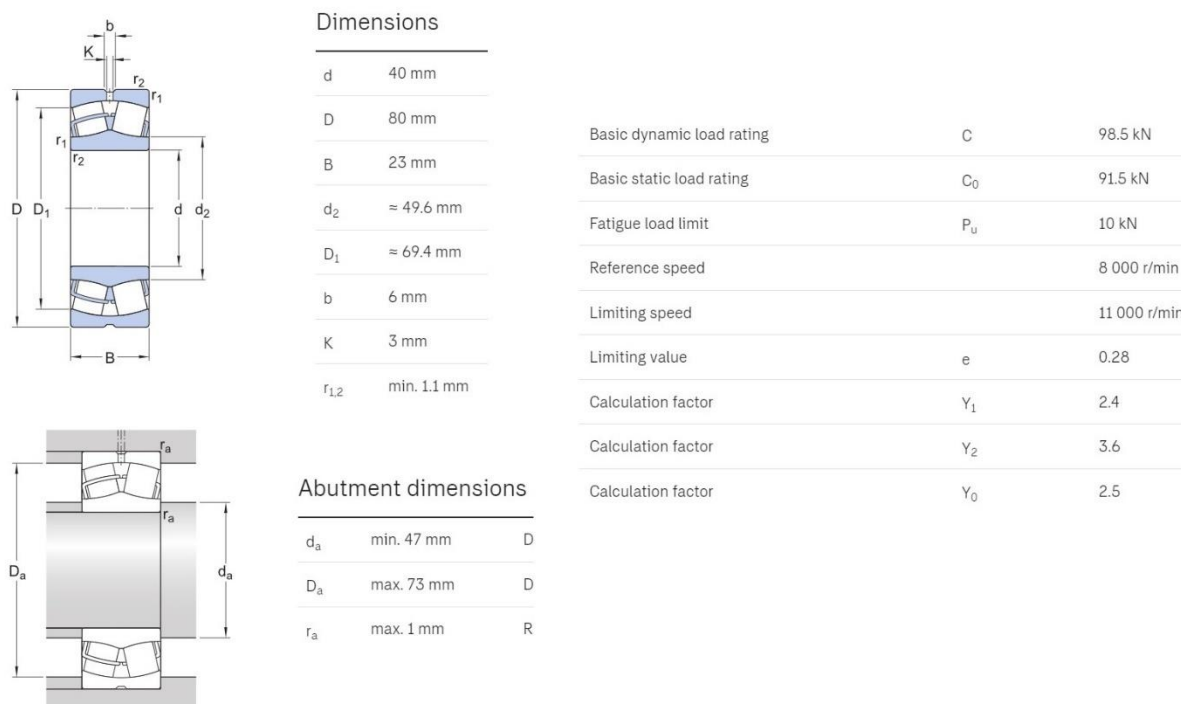 b
K
r2
r1
r1
r2
D
D1
d
d2
B
Dimensions
d 40 mm
D 80 mm
B 23 mm
d2 ≈ 49.6 mm
D1 ≈ 69.4 mm
b 6 mm
K 3 mm
r1,2 min. 1.1 mm
Basic dynamic load rating C 98.5 kN
Basic static load rating C0 91.5 kN
Fatigue load limit Pu 10 kN
Reference speed 8 000 r/min
Limiting speed 11 000 r/min
Limiting value e 0.28
Calculation factor Y1 2.4
Calculation factor Y2 3.6
Calculation factor Y0 2.5
ra
ra
Da
da
Abutment dimensions
da min. 47 mm D
Da max. 73 mm D
ra max. 1 mm R